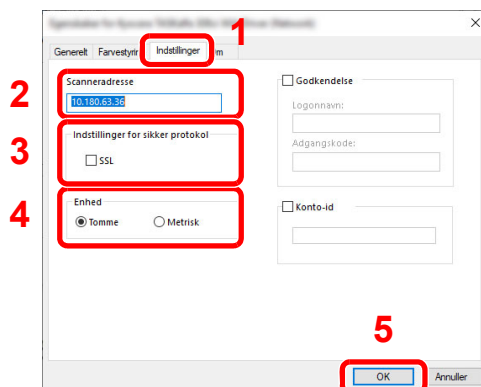 1
Generelt Farvestyrin Indstillinger m
2
Scanneradresse
10.180.63.36
Godkendelse
Logonnavn:
Adgangskode:
3
Indstillinger for sikker protokol
SSL
4
Enhed
Tomme Metrisk
Konto-id
5
OK Annuller